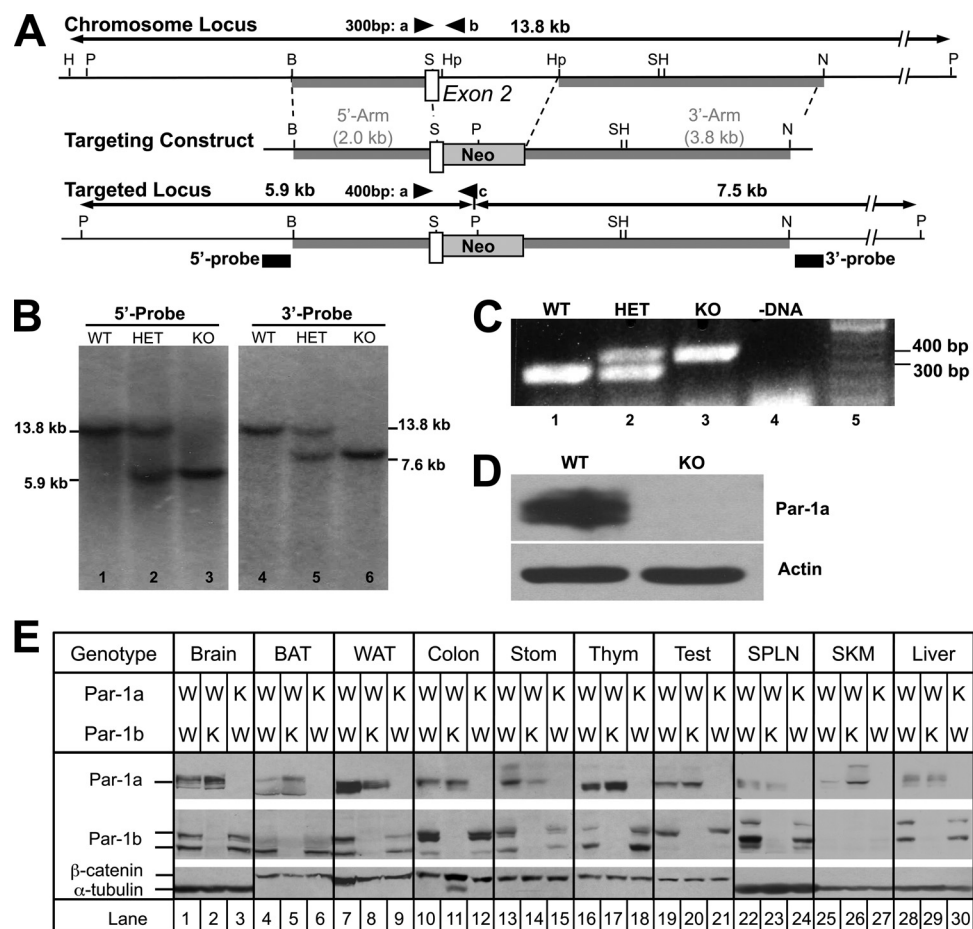 A
Chromosome Locus
300bp: a
b
13.8 kb
H P B S Hp Hp SH N P
Exon 2
5'-Arm
(2.0 kb)
3'-Arm
(3.8 kb)
Targeting Construct
B S P SH N
Neo
Targeted Locus
5.9 kb
400bp: a
c
7.5 kb
P B S P SH N P
Neo
5'-probe
3'-probe
B
5'-Probe 3'-Probe
WT HET KO WT HET KO
13.8 kb
5.9 kb
13.8 kb
7.6 kb
1 2 3 4 5 6
C
WT HET KO -DNA
400 bp
300 bp
1 2 3 4 5
D
WT KO
Par-1a
Actin
E
Genotype Brain BAT WAT Colon Stom Thym Test SPLN SKM Liver
Par-1a W W K W W K W W K W W K W W K W W K W W K W W K W W K W W K
Par-1b W K W W K W W K W W K W W K W W K W W K W W K W W K W W K W
Par-1a
Par-1b
β-catenin
α-tubulin
Lane 1 2 3 4 5 6 7 8 9 10 11 12 13 14 15 16 17 18 19 20 21 22 23 24 25 26 27 28 29 30